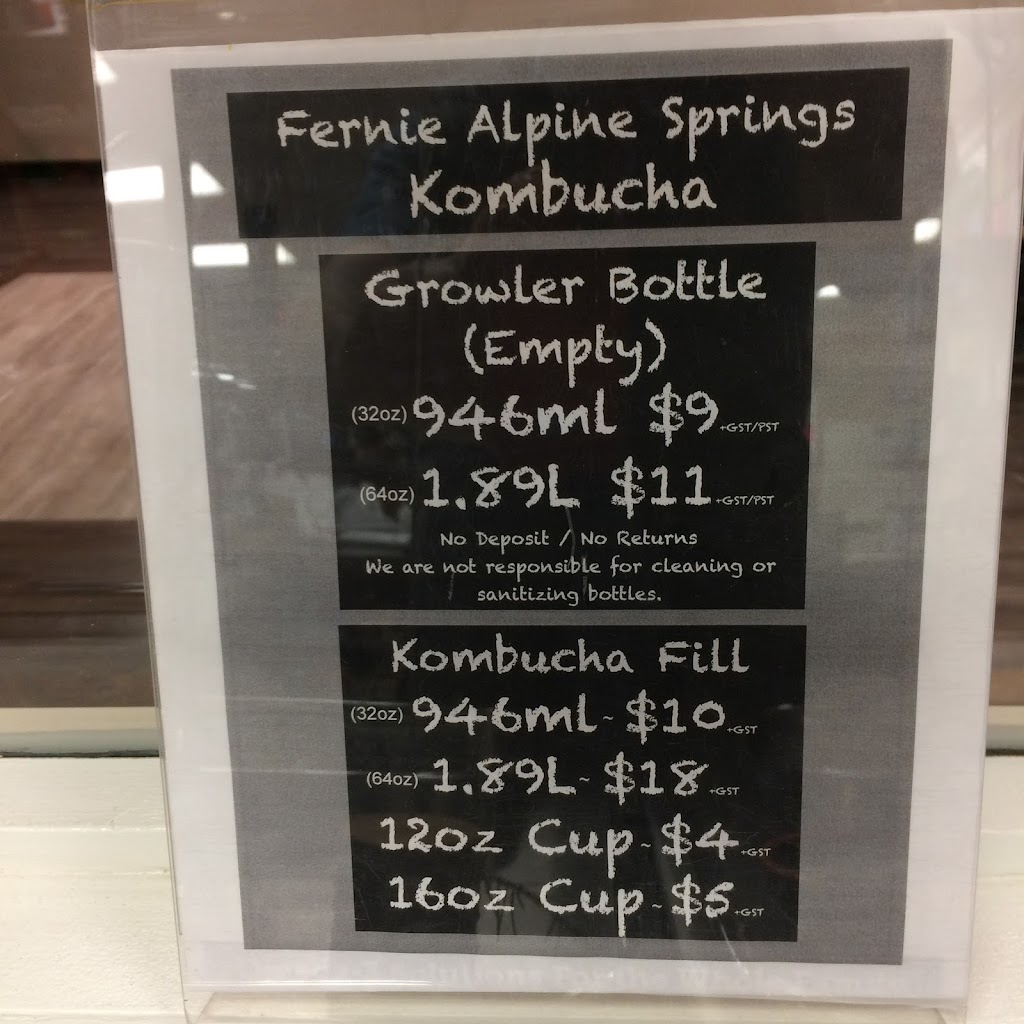 Fernie Alpine Springs
Kombucha
Growler Bottle
(Empty)
(32oz) 946ml $9 +GST/PST
(64oz) 1.89L $11 +GST/PST
No Deposit / No Returns
We are not responsible for cleaning or
sanitizing bottles.
Kombucha Fill
(32oz) 946ml ~ $10 +GST
(64oz) 1.89L ~ $18 +GST
12oz Cup ~ $4 +GST
16oz Cup ~ $5 +GST